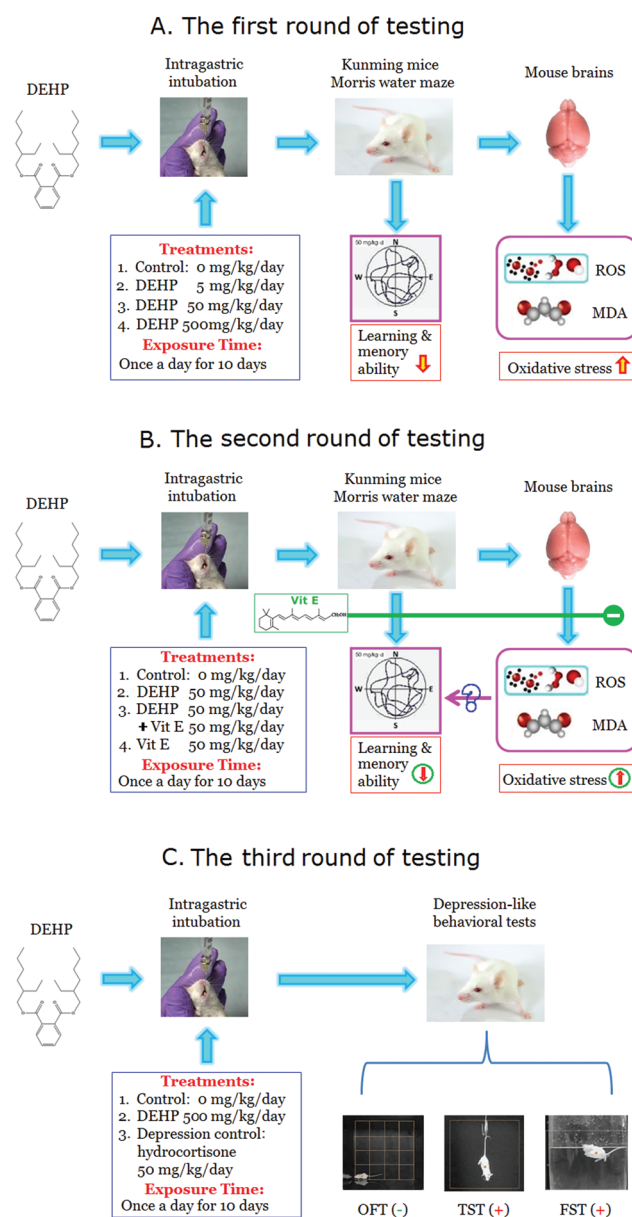 A. The first round of testing
DEHP
Intragastric
intubation
Kunming mice
Morris water maze
Mouse brains
Treatments:
1. Control: 0 mg/kg/day
2. DEHP 5 mg/kg/day
3. DEHP 50 mg/kg/day
4. DEHP 500mg/kg/day
Exposure Time:
Once a day for 10 days
50 mg/kg·d
N
W
E
S
Learning &
menory
ability
ROS
MDA
Oxidative stress
B. The second round of testing
DEHP
Intragastric
intubation
Kunming mice
Morris water maze
Mouse brains
Vit E
CH₂OH
Treatments:
1. Control: 0 mg/kg/day
2. DEHP 50 mg/kg/day
3. DEHP 50 mg/kg/day
+ Vit E 50 mg/kg/day
4. Vit E 50 mg/kg/day
Exposure Time:
Once a day for 10 days
50 mg/kg·d
N
W
E
S
?
Learning &
menory
ability
ROS
MDA
Oxidative stress
C. The third round of testing
DEHP
Intragastric
intubation
Depression-like
behavioral tests
Treatments:
1. Control: 0 mg/kg/day
2. DEHP 500 mg/kg/day
3. Depression control:
hydrocortisone
50 mg/kg/day
Exposure Time:
Once a day for 10 days
OFT (-)
TST (+)
FST (+)